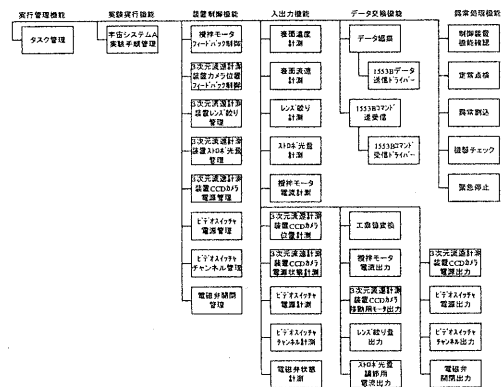 実行管理機能
タスク管理
実験実行機能
宇宙システムA
実験手順管理
装置制御機能
攪拌モータ
フィードバック制御
3次元流速計測
装置カメラ位置
フィードバック制御
3次元流速計測
装置レンズ絞り
管理
3次元流速計測
装置ストロボ光量
管理
3次元流速計測
装置CCDカメラ
電源管理
ビデオスイッチャ
電源管理
ビデオスイッチャ
チャンネル管理
電磁弁開閉
管理
入出力機能
表面温度
計測
表面流速
計測
レンズ絞り
計測
ストロボ光量
計測
攪拌モータ
電流計測
3次元流速計測
装置CCDカメラ
位置計測
3次元流速計測
装置CCDカメラ
電源状態計測
ビデオスイッチャ
電源計測
ビデオスイッチャ
チャンネル計測
電磁弁状態
計測
工業値変換
攪拌モータ
電流出力
3次元流速計測
装置CCDカメラ
移動用モータ出力
レンズ絞り量
出力
ストロボ光量
調節用
電流出力
3次元流速計測
装置CCDカメラ
電源出力
ビデオスイッチャ
電源出力
ビデオスイッチャ
チャンネル出力
電磁弁
開閉出力
データ交換機能
データ編集
1553Bデータ
送信ドライバー
1553Bコマンド
送受信
1553Bコマンド
受信ドライバー
異常処理機能
制御装置
機能確認
定常点検
異常割込
機器チェック
緊急停止